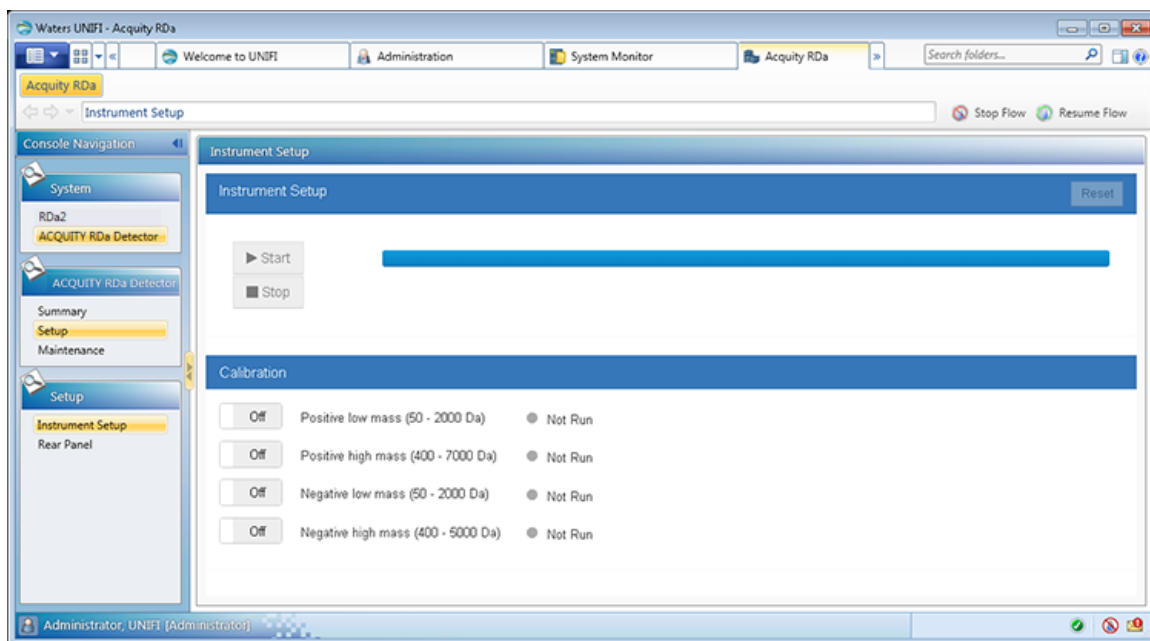 Waters UNIFI - Acquity RDa
Welcome to UNIFI
Administration
System Monitor
Acquity RDa
Search folders...
Acquity RDa
Instrument Setup
Stop Flow
Resume Flow
Console Navigation
System
RDa2
ACQUITY RDa Detector
ACQUITY RDa Detector
Summary
Setup
Maintenance
Setup
Instrument Setup
Rear Panel
Instrument Setup
Instrument Setup
Reset
Start
Stop
Calibration
Off Positive low mass (50 - 2000 Da) Not Run
Off Positive high mass (400 - 7000 Da) Not Run
Off Negative low mass (50 - 2000 Da) Not Run
Off Negative high mass (400 - 5000 Da) Not Run
Administrator, UNIFI [Administrator]